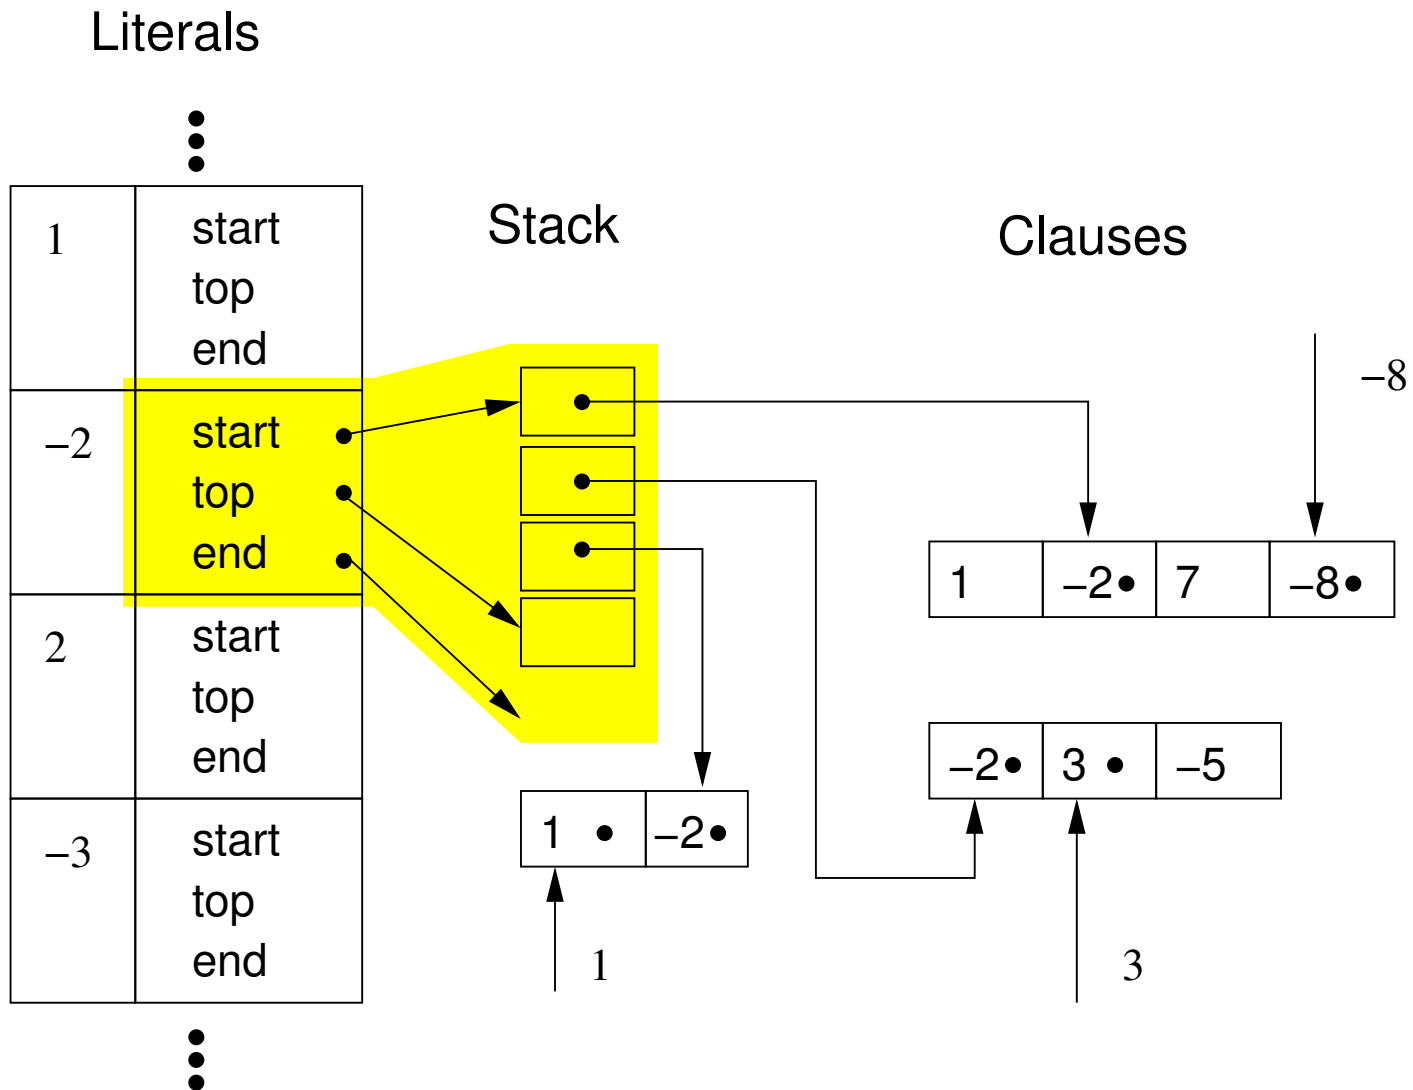 Literals
1
start
top
end
−2
start
top
end
2
start
top
end
−3
start
top
end
Stack
1 −2
1
Clauses
−8
1 −2 7 −8
−2 3 −5
3